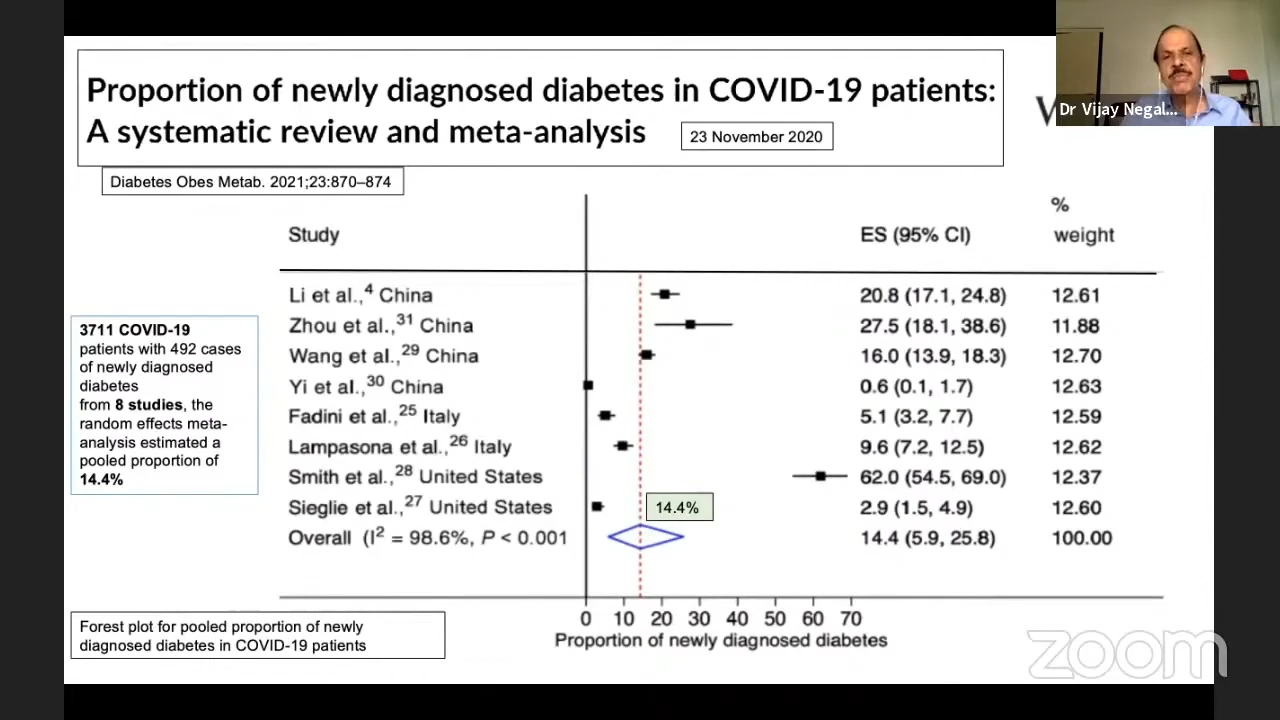 Proportion of newly diagnosed diabetes in COVID-19 patients:
A systematic review and meta-analysis
23 November 2020
Diabetes Obes Metab. 2021;23:870–874
Dr Vijay Negal...
Study ES (95% CI) % weight
Li et al.,4 China 20.8 (17.1, 24.8) 12.61
Zhou et al.,31 China 27.5 (18.1, 38.6) 11.88
Wang et al.,29 China 16.0 (13.9, 18.3) 12.70
Yi et al.,30 China 0.6 (0.1, 1.7) 12.63
Fadini et al.,25 Italy 5.1 (3.2, 7.7) 12.59
Lampasona et al.,26 Italy 9.6 (7.2, 12.5) 12.62
Smith et al.,28 United States 62.0 (54.5, 69.0) 12.37
Sieglie et al.,27 United States 2.9 (1.5, 4.9) 12.60
Overall (I2 = 98.6%, P < 0.001 14.4 (5.9, 25.8) 100.00
14.4%
0 10 20 30 40 50 60 70
Proportion of newly diagnosed diabetes
3711 COVID-19
patients with 492 cases
of newly diagnosed
diabetes
from 8 studies, the
random effects meta-
analysis estimated a
pooled proportion of
14.4%
Forest plot for pooled proportion of newly
diagnosed diabetes in COVID-19 patients
zoom